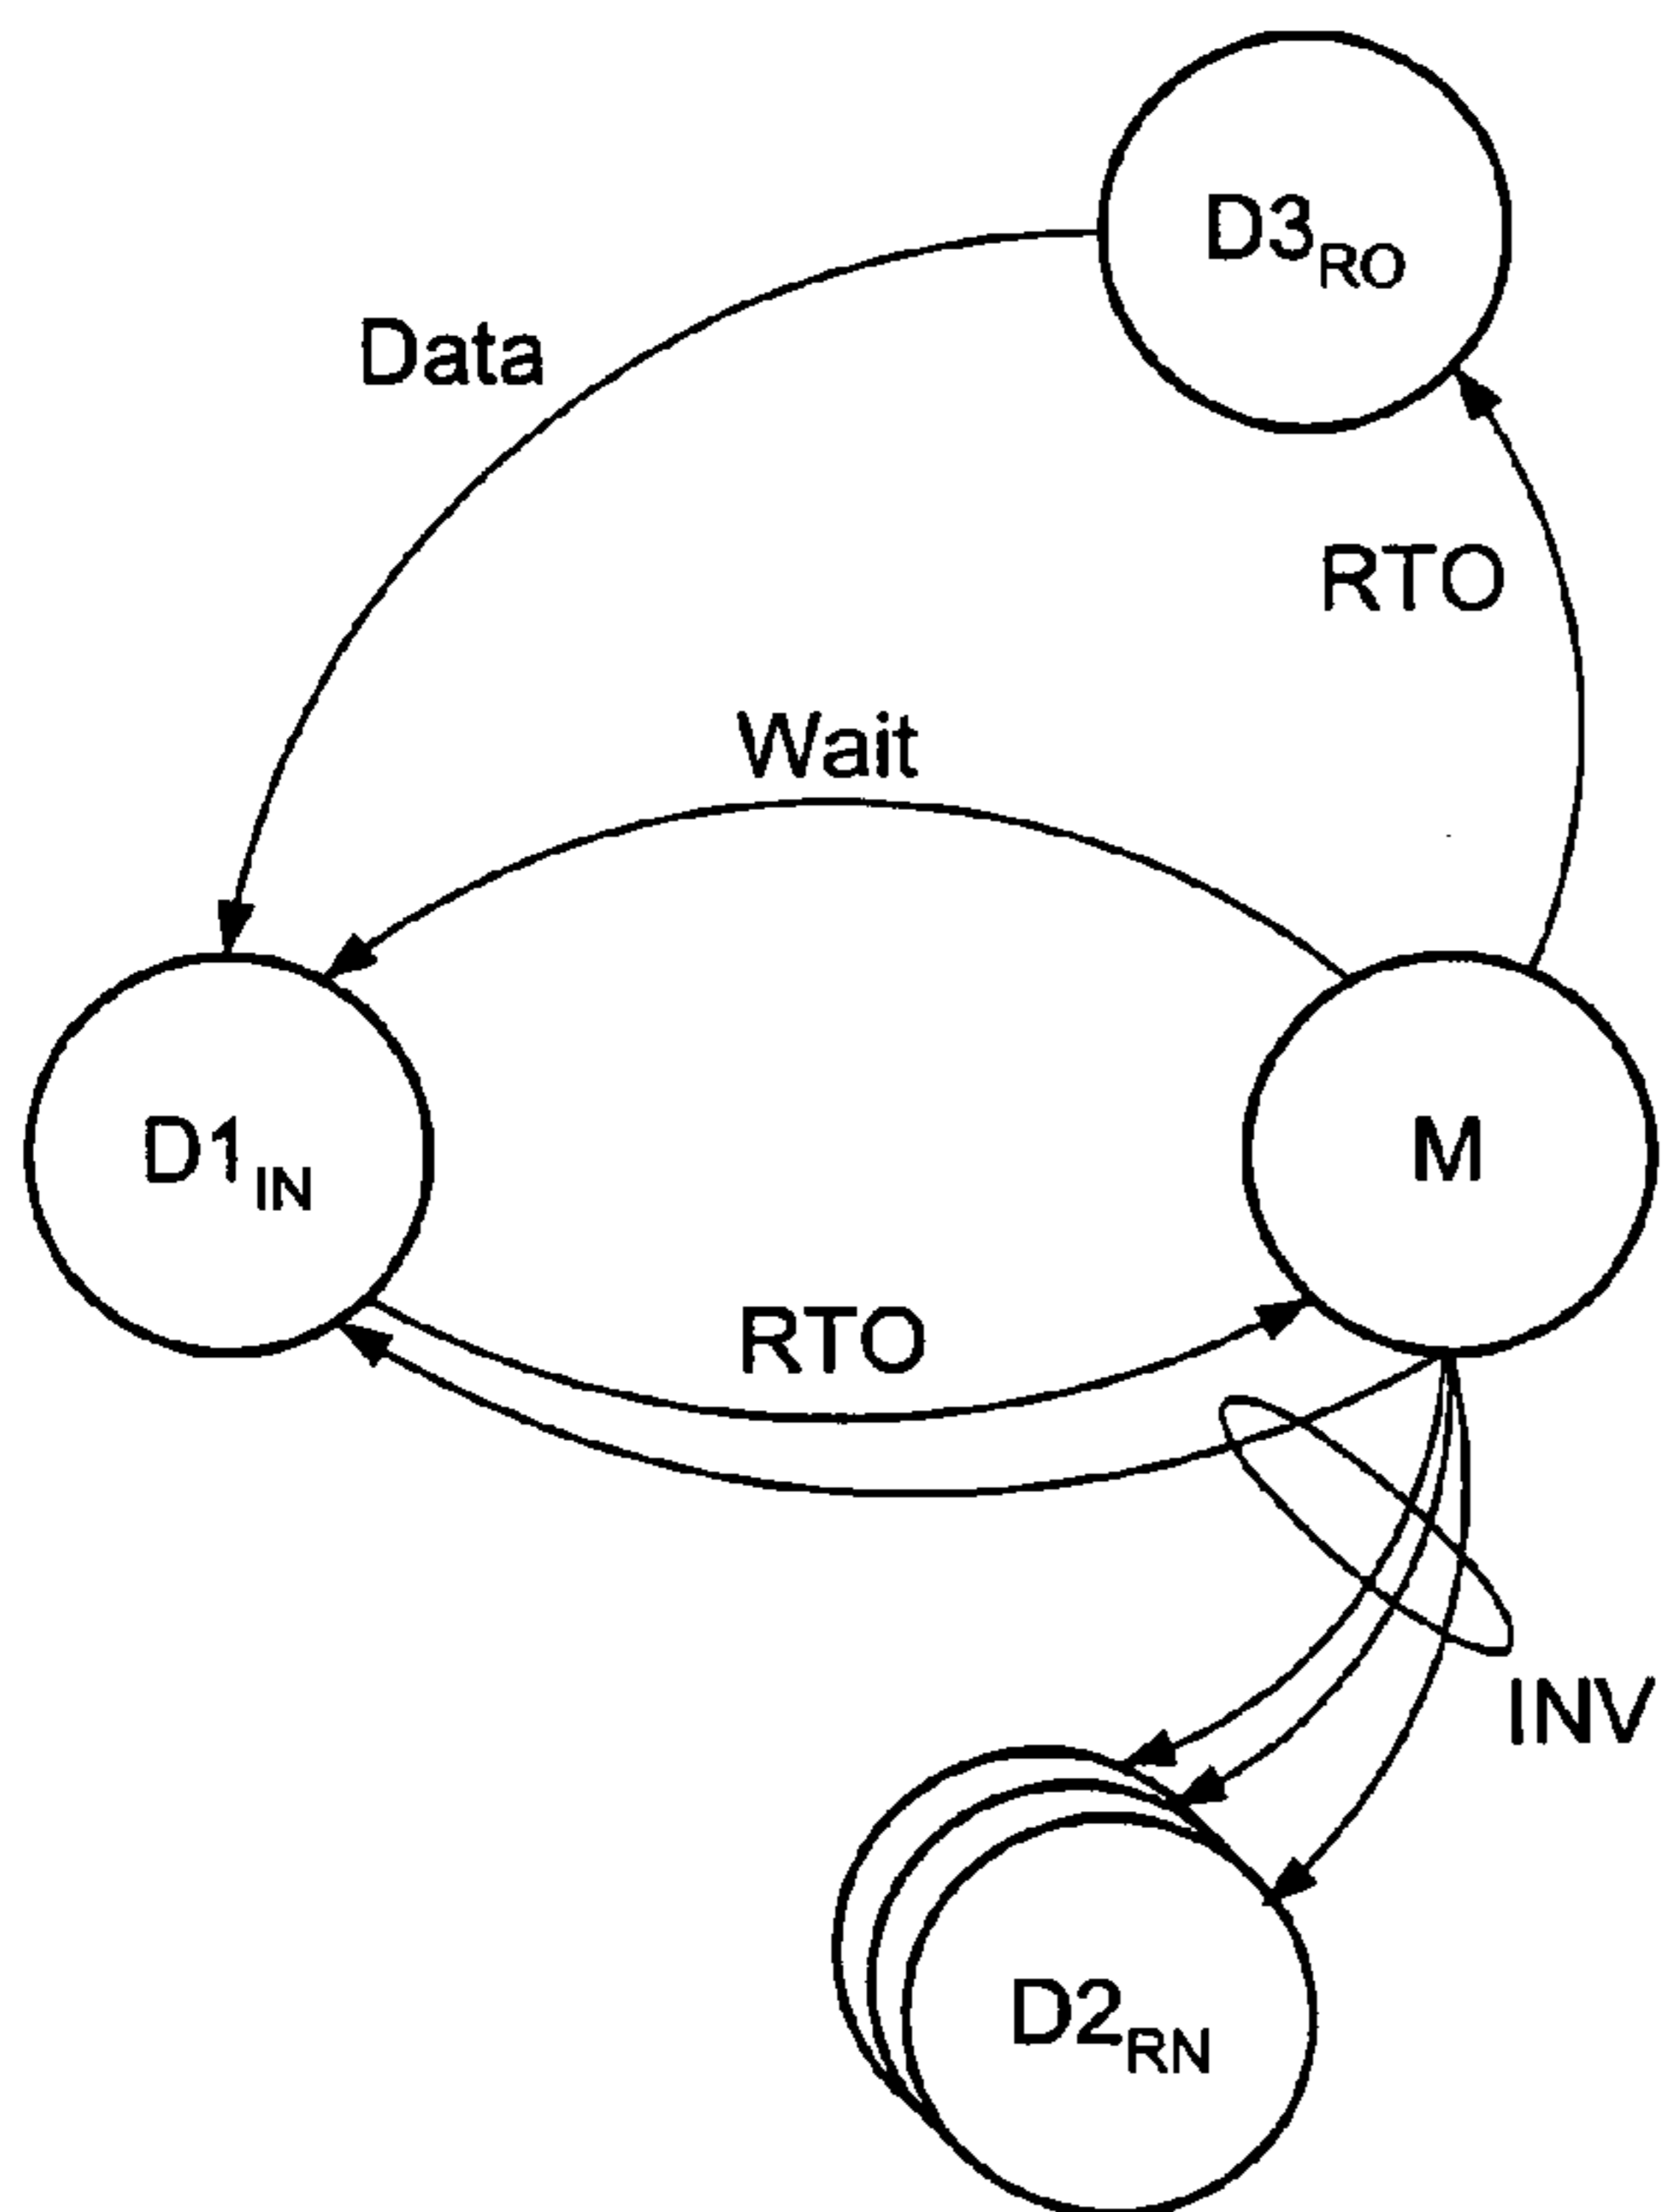 D3RO
Data
RTO
Wait
D1IN
M
RTO
INV
D2RN